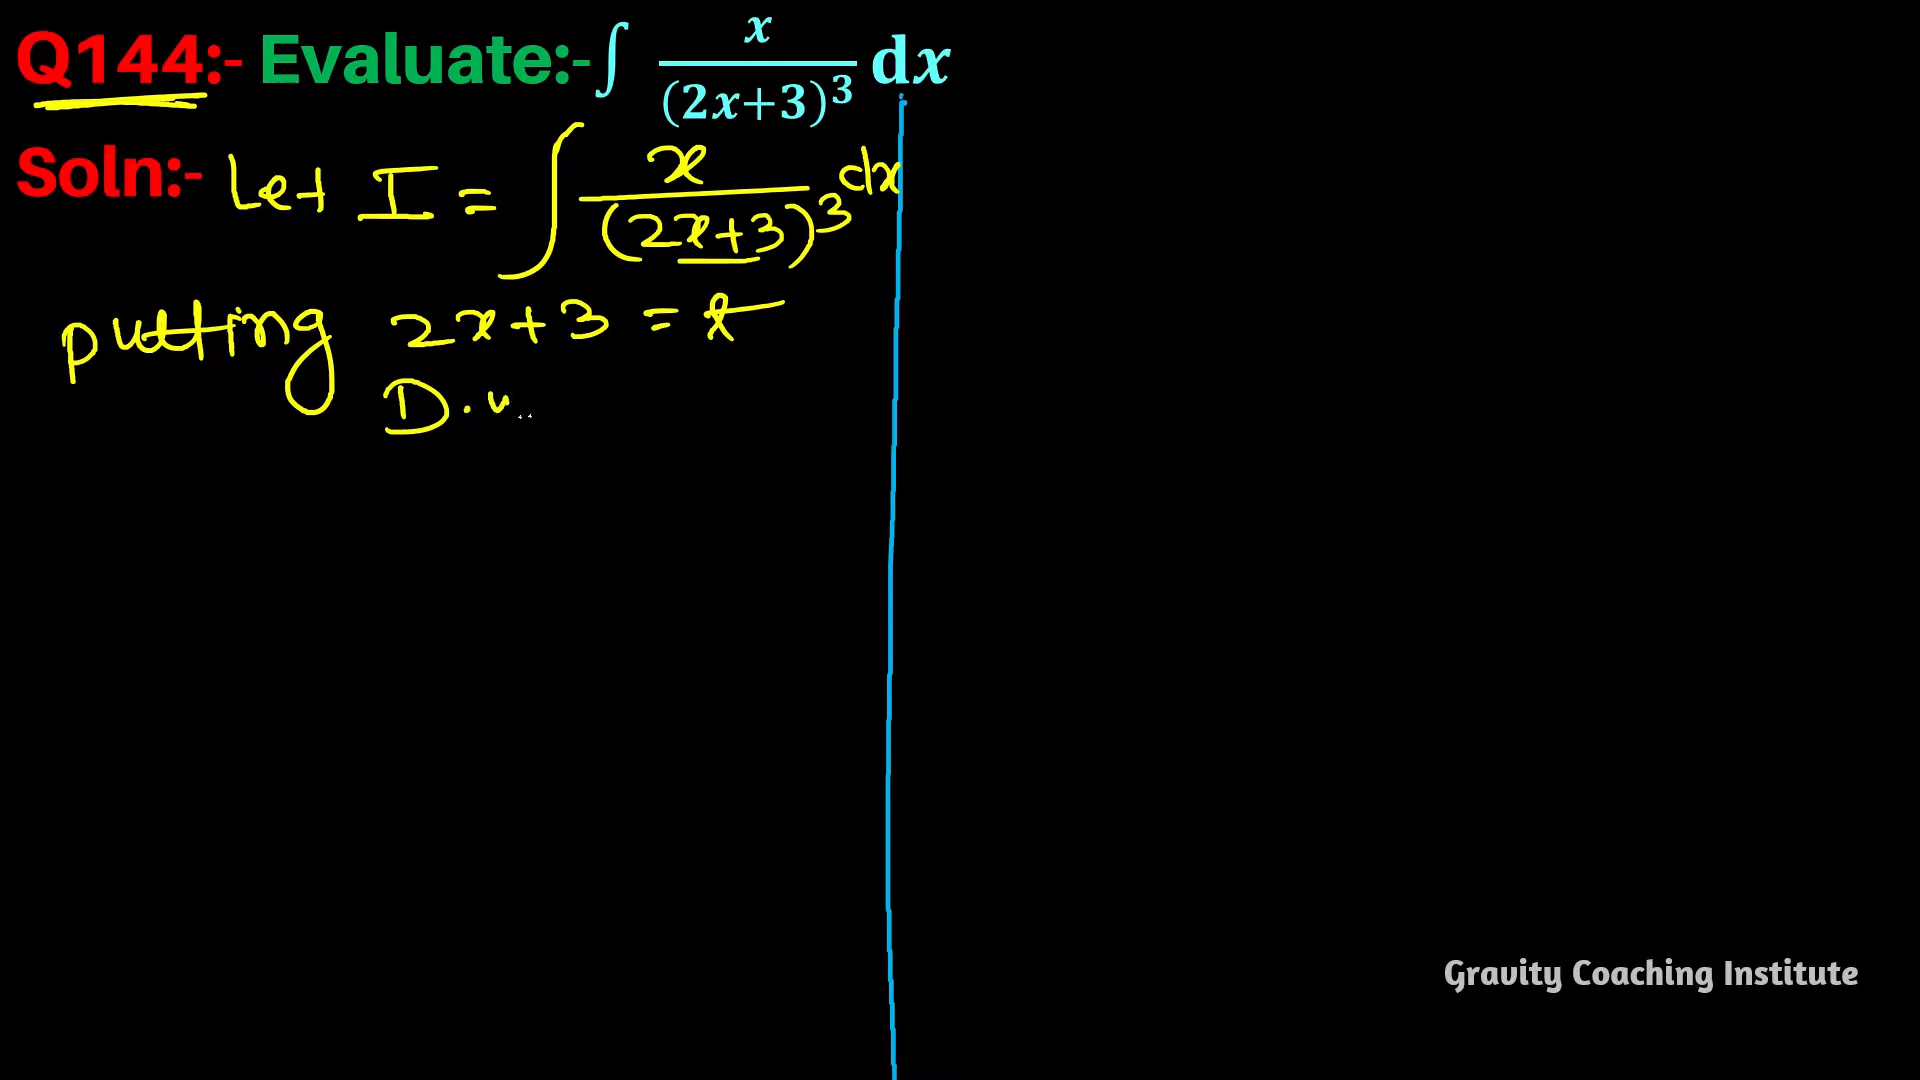 Q144:- Evaluate:- ∫ x/(2x+3)³ dx
Soln:- Let I = ∫ x/(2x+3)³ dx
putting 2x+3 = t
D.w
Gravity Coaching Institute